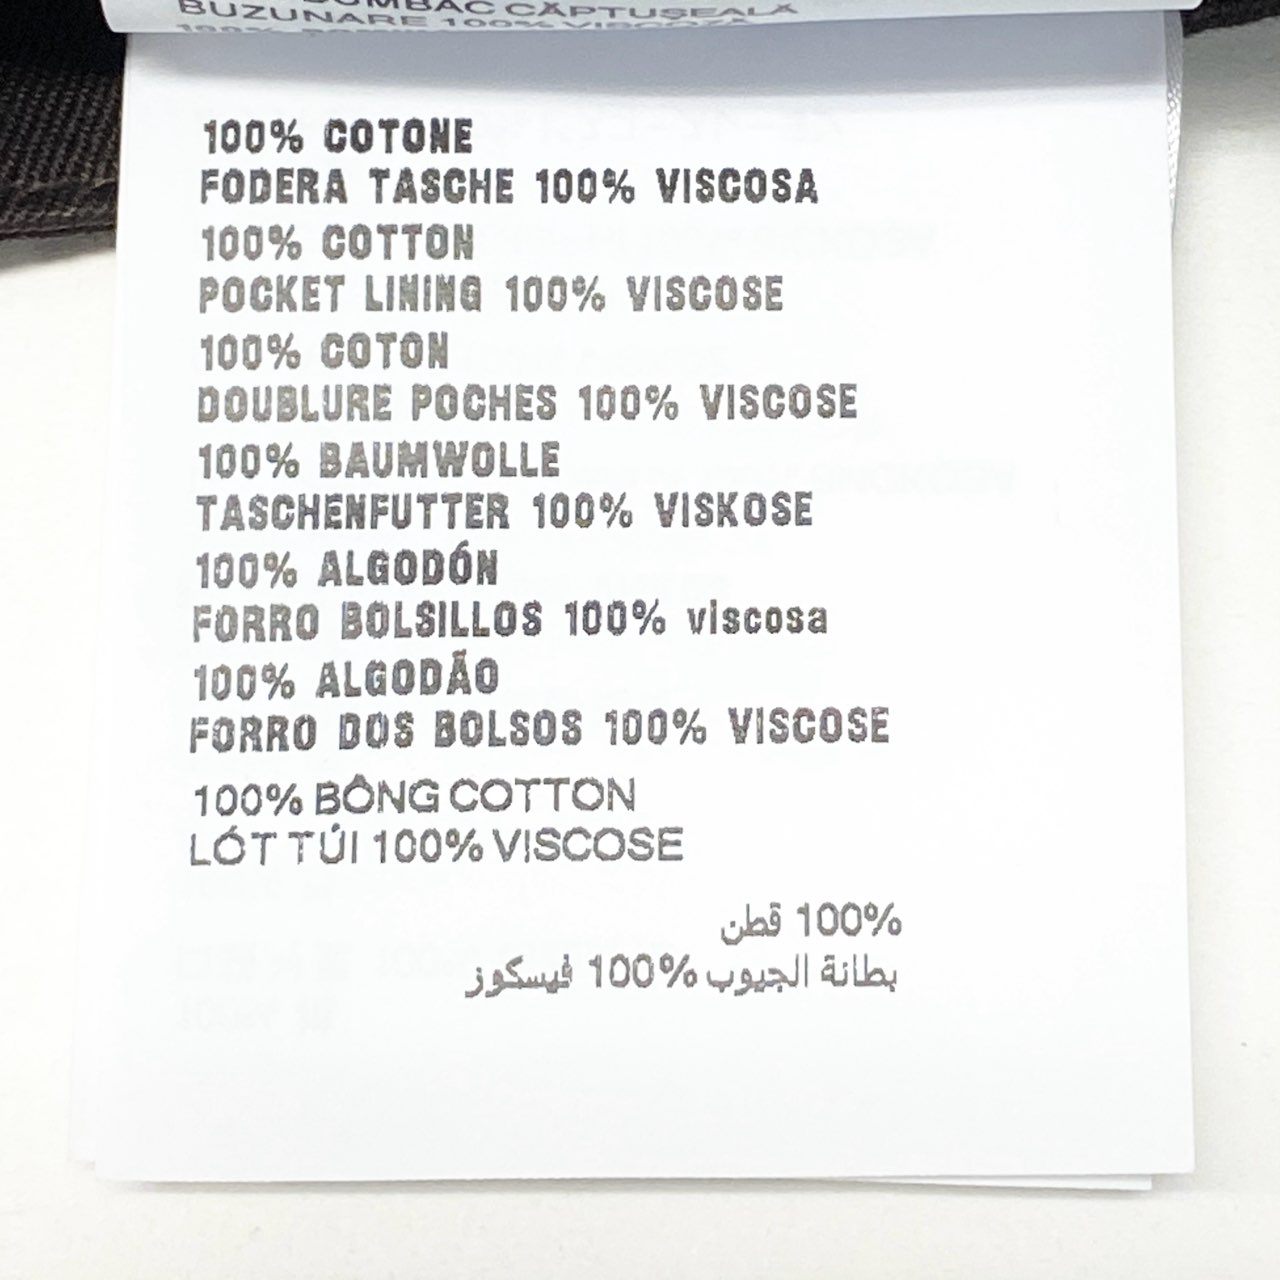 BUMBAC CĂPTUȘEALĂ
BUZUNARE 100% VISCOZĂ
100% COTONE
FODERA TASCHE 100% VISCOSA
100% COTTON
POCKET LINING 100% VISCOSE
100% COTON
DOUBLURE POCHES 100% VISCOSE
100% BAUMWOLLE
TASCHENFUTTER 100% VISKOSE
100% ALGODÓN
FORRO BOLSILLOS 100% viscosa
100% ALGODÃO
FORRO DOS BOLSOS 100% VISCOSE
100% BÔNG COTTON
LÓT TÚI 100% VISCOSE
100% قطن
بطانة الجيوب 100% فيسكوز